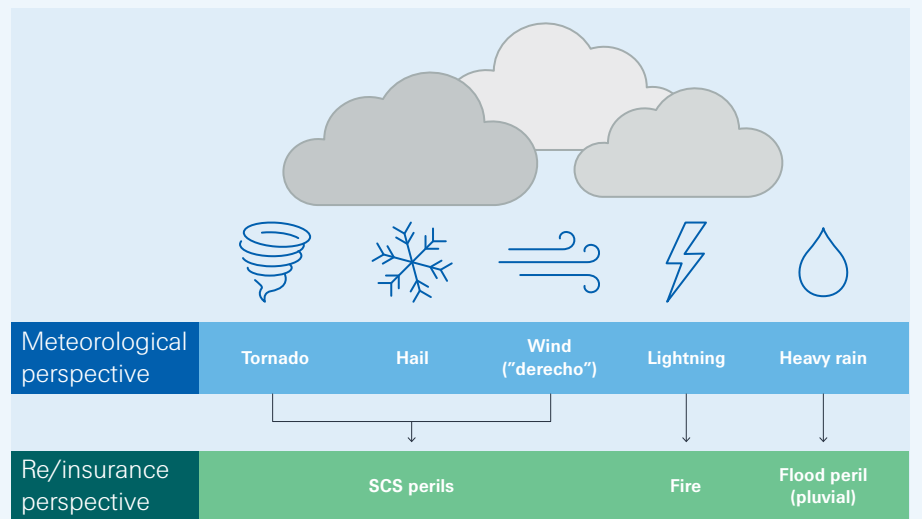 Meteorological
perspective
Tornado
Hail
Wind
(”derecho”)
Lightning
Heavy rain
Re/insurance
perspective
SCS perils
Fire
Flood peril
(pluvial)